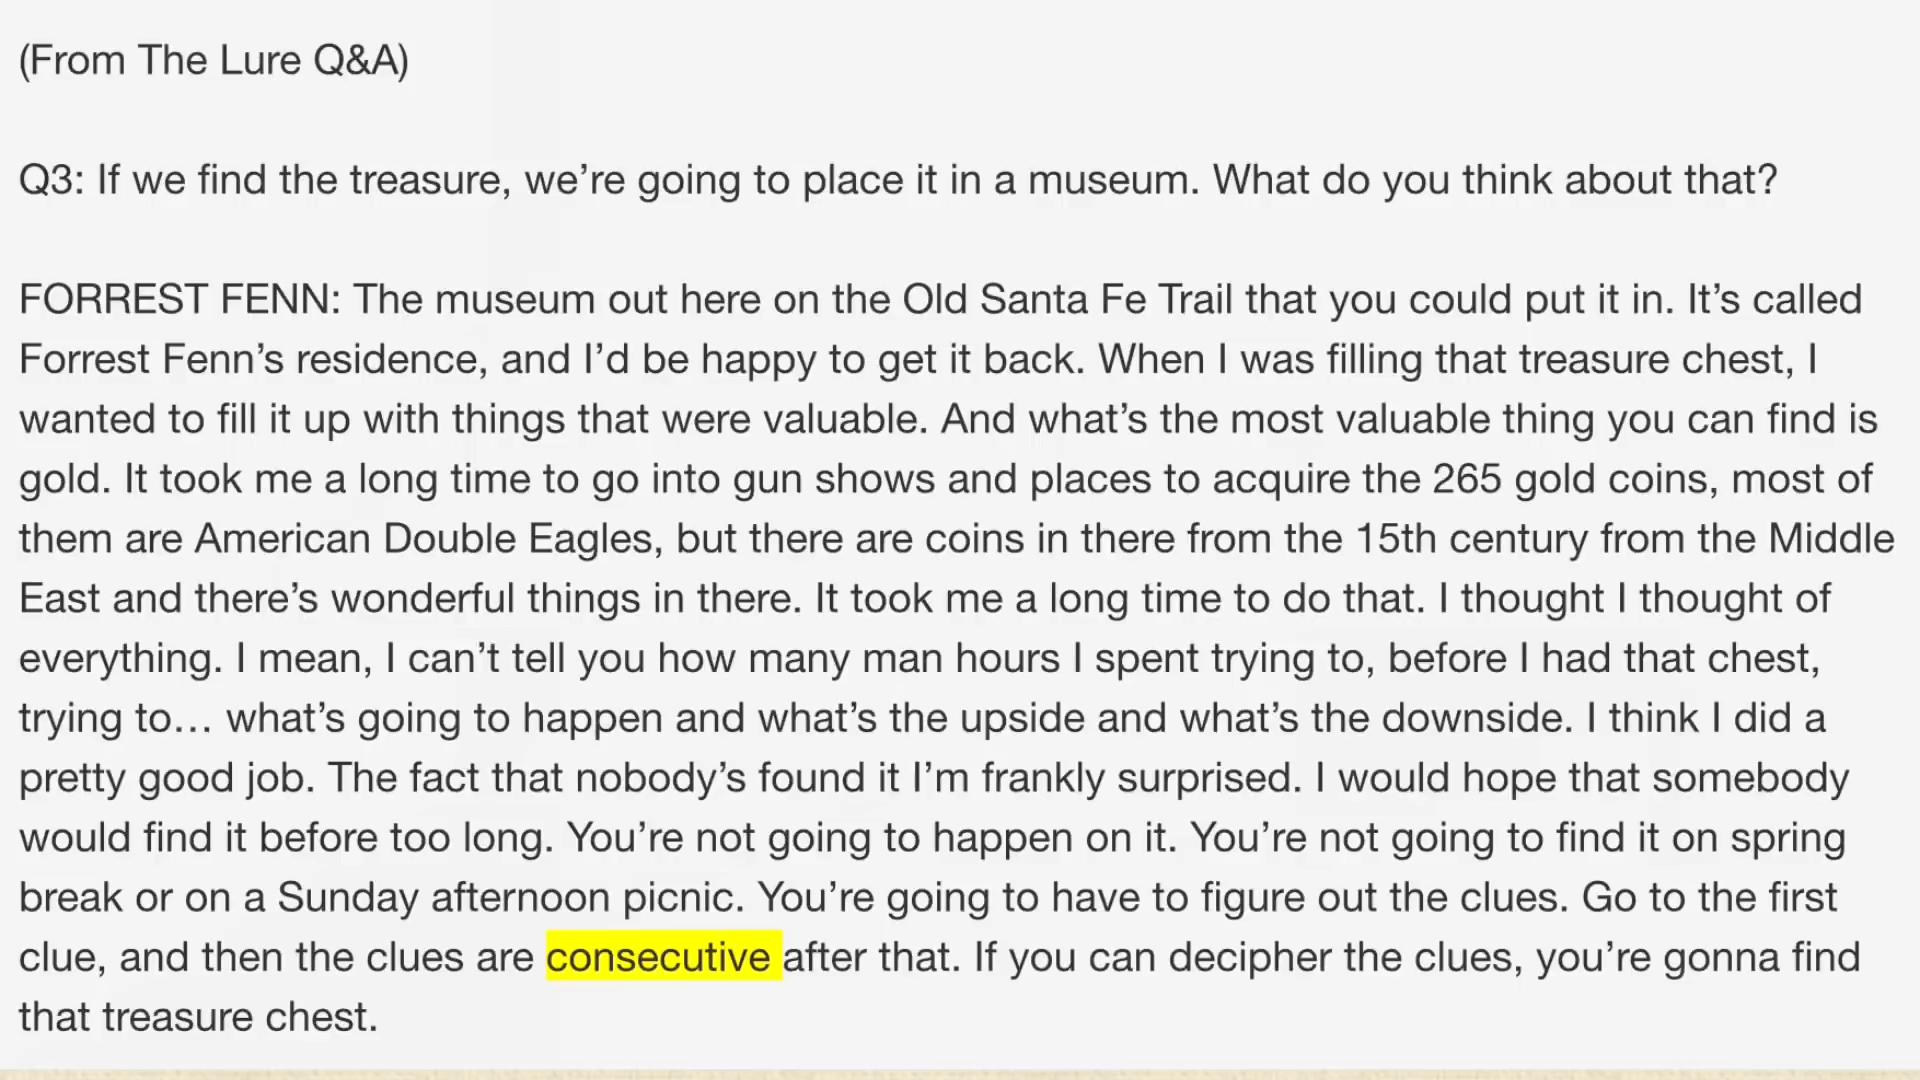 (From The Lure Q&A)
Q3: If we find the treasure, we’re going to place it in a museum. What do you think about that?
FORREST FENN: The museum out here on the Old Santa Fe Trail that you could put it in. It’s called
Forrest Fenn’s residence, and I’d be happy to get it back. When I was filling that treasure chest, I
wanted to fill it up with things that were valuable. And what’s the most valuable thing you can find is
gold. It took me a long time to go into gun shows and places to acquire the 265 gold coins, most of
them are American Double Eagles, but there are coins in there from the 15th century from the Middle
East and there’s wonderful things in there. It took me a long time to do that. I thought I thought of
everything. I mean, I can’t tell you how many man hours I spent trying to, before I had that chest,
trying to… what’s going to happen and what’s the upside and what’s the downside. I think I did a
pretty good job. The fact that nobody’s found it I’m frankly surprised. I would hope that somebody
would find it before too long. You’re not going to happen on it. You’re not going to find it on spring
break or on a Sunday afternoon picnic. You’re going to have to figure out the clues. Go to the first
clue, and then the clues are consecutive after that. If you can decipher the clues, you’re gonna find
that treasure chest.